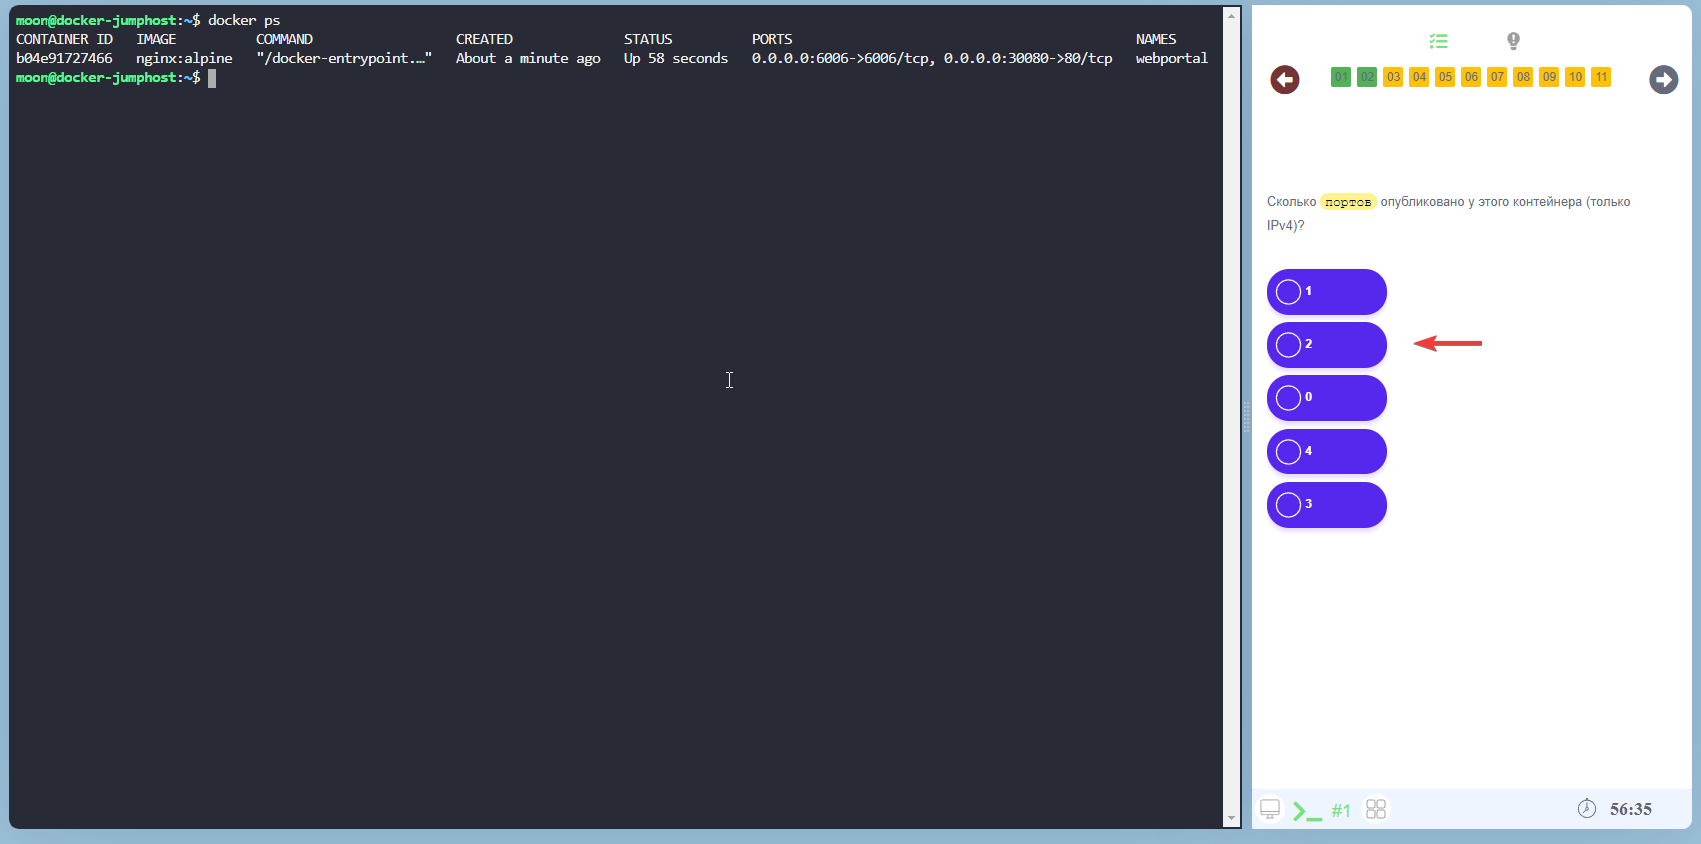 moon@docker-jumphost:~$ docker ps
CONTAINER ID   IMAGE          COMMAND                  CREATED              STATUS          PORTS                                           NAMES
b04e91727466   nginx:alpine   "/docker-entrypoint.…"   About a minute ago   Up 58 seconds   0.0.0.0:6006->6006/tcp, 0.0.0.0:30080->80/tcp   webportal
moon@docker-jumphost:~$
01 02 03 04 05 06 07 08 09 10 11
Сколько портов опубликовано у этого контейнера (только
IPv4)?
1
2
0
4
3
#1
56:35